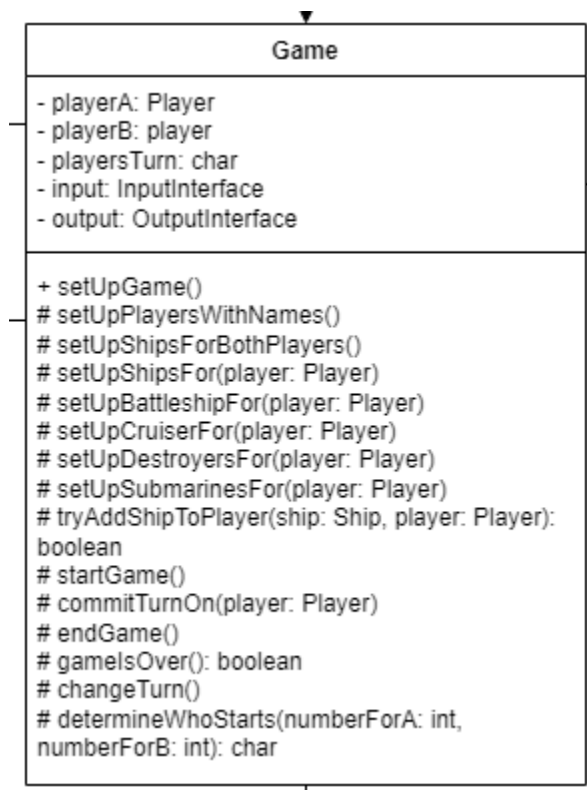 Game
- playerA: Player
- playerB: player
- playersTurn: char
- input: InputInterface
- output: OutputInterface
+ setUpGame()
# setUpPlayersWithNames()
# setUpShipsForBothPlayers()
# setUpShipsFor(player: Player)
# setUpBattleshipFor(player: Player)
# setUpCruiserFor(player: Player)
# setUpDestroyersFor(player: Player)
# setUpSubmarinesFor(player: Player)
# tryAddShipToPlayer(ship: Ship, player: Player):
boolean
# startGame()
# commitTurnOn(player: Player)
# endGame()
# gameIsOver(): boolean
# changeTurn()
# determineWhoStarts(numberForA: int,
numberForB: int): char